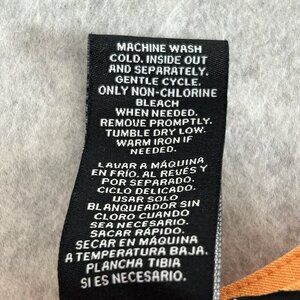 MACHINE WASH
COLD. INSIDE OUT
AND SEPARATELY.
GENTLE CYCLE.
ONLY NON-CHLORINE
BLEACH
WHEN NEEDED.
REMOVE PROMPTLY.
TUMBLE DRY LOW.
WARM IRON IF
NEEDED.
LAVAR A MÁQUINA
EN FRÍO. AL REVÉS Y
POR SEPARADO.
CICLO DELICADO.
USAR SOLO
BLANQUEADOR SIN
CLORO CUANDO
SEA NECESARIO.
SACAR RÁPIDO.
SECAR EN MÁQUINA
A TEMPERATURA BAJA.
PLANCHA TIBIA
SI ES NECESARIO.